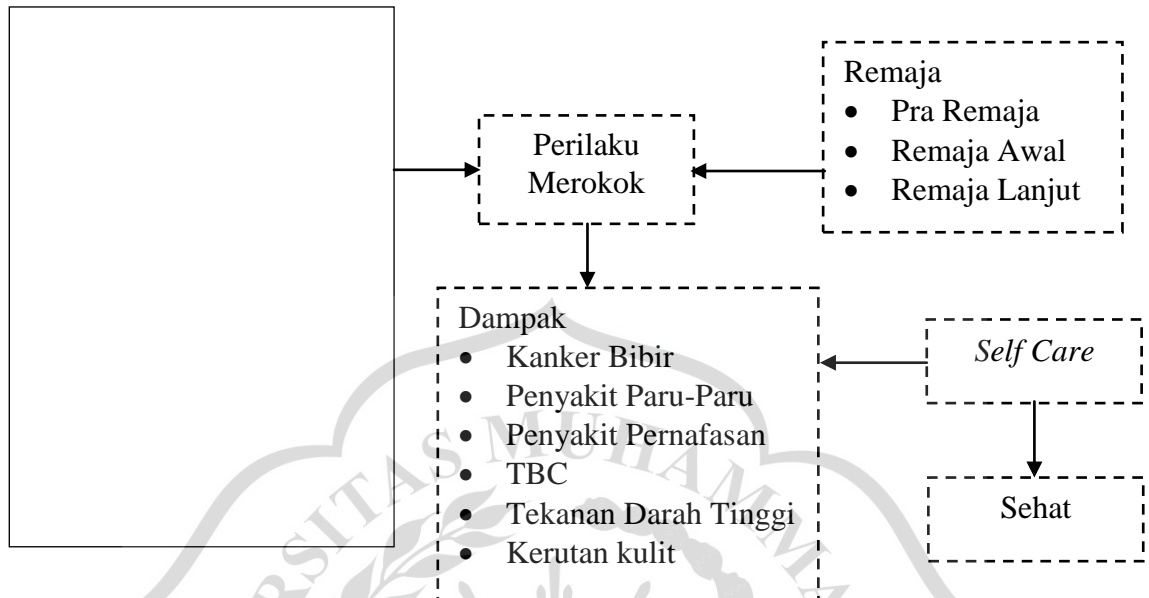 Remaja
● Pra Remaja
● Remaja Awal
● Remaja Lanjut
Perilaku
Merokok
Dampak
● Kanker Bibir
● Penyakit Paru-Paru
● Penyakit Pernafasan
● TBC
● Tekanan Darah Tinggi
● Kerutan kulit
Self Care
Sehat